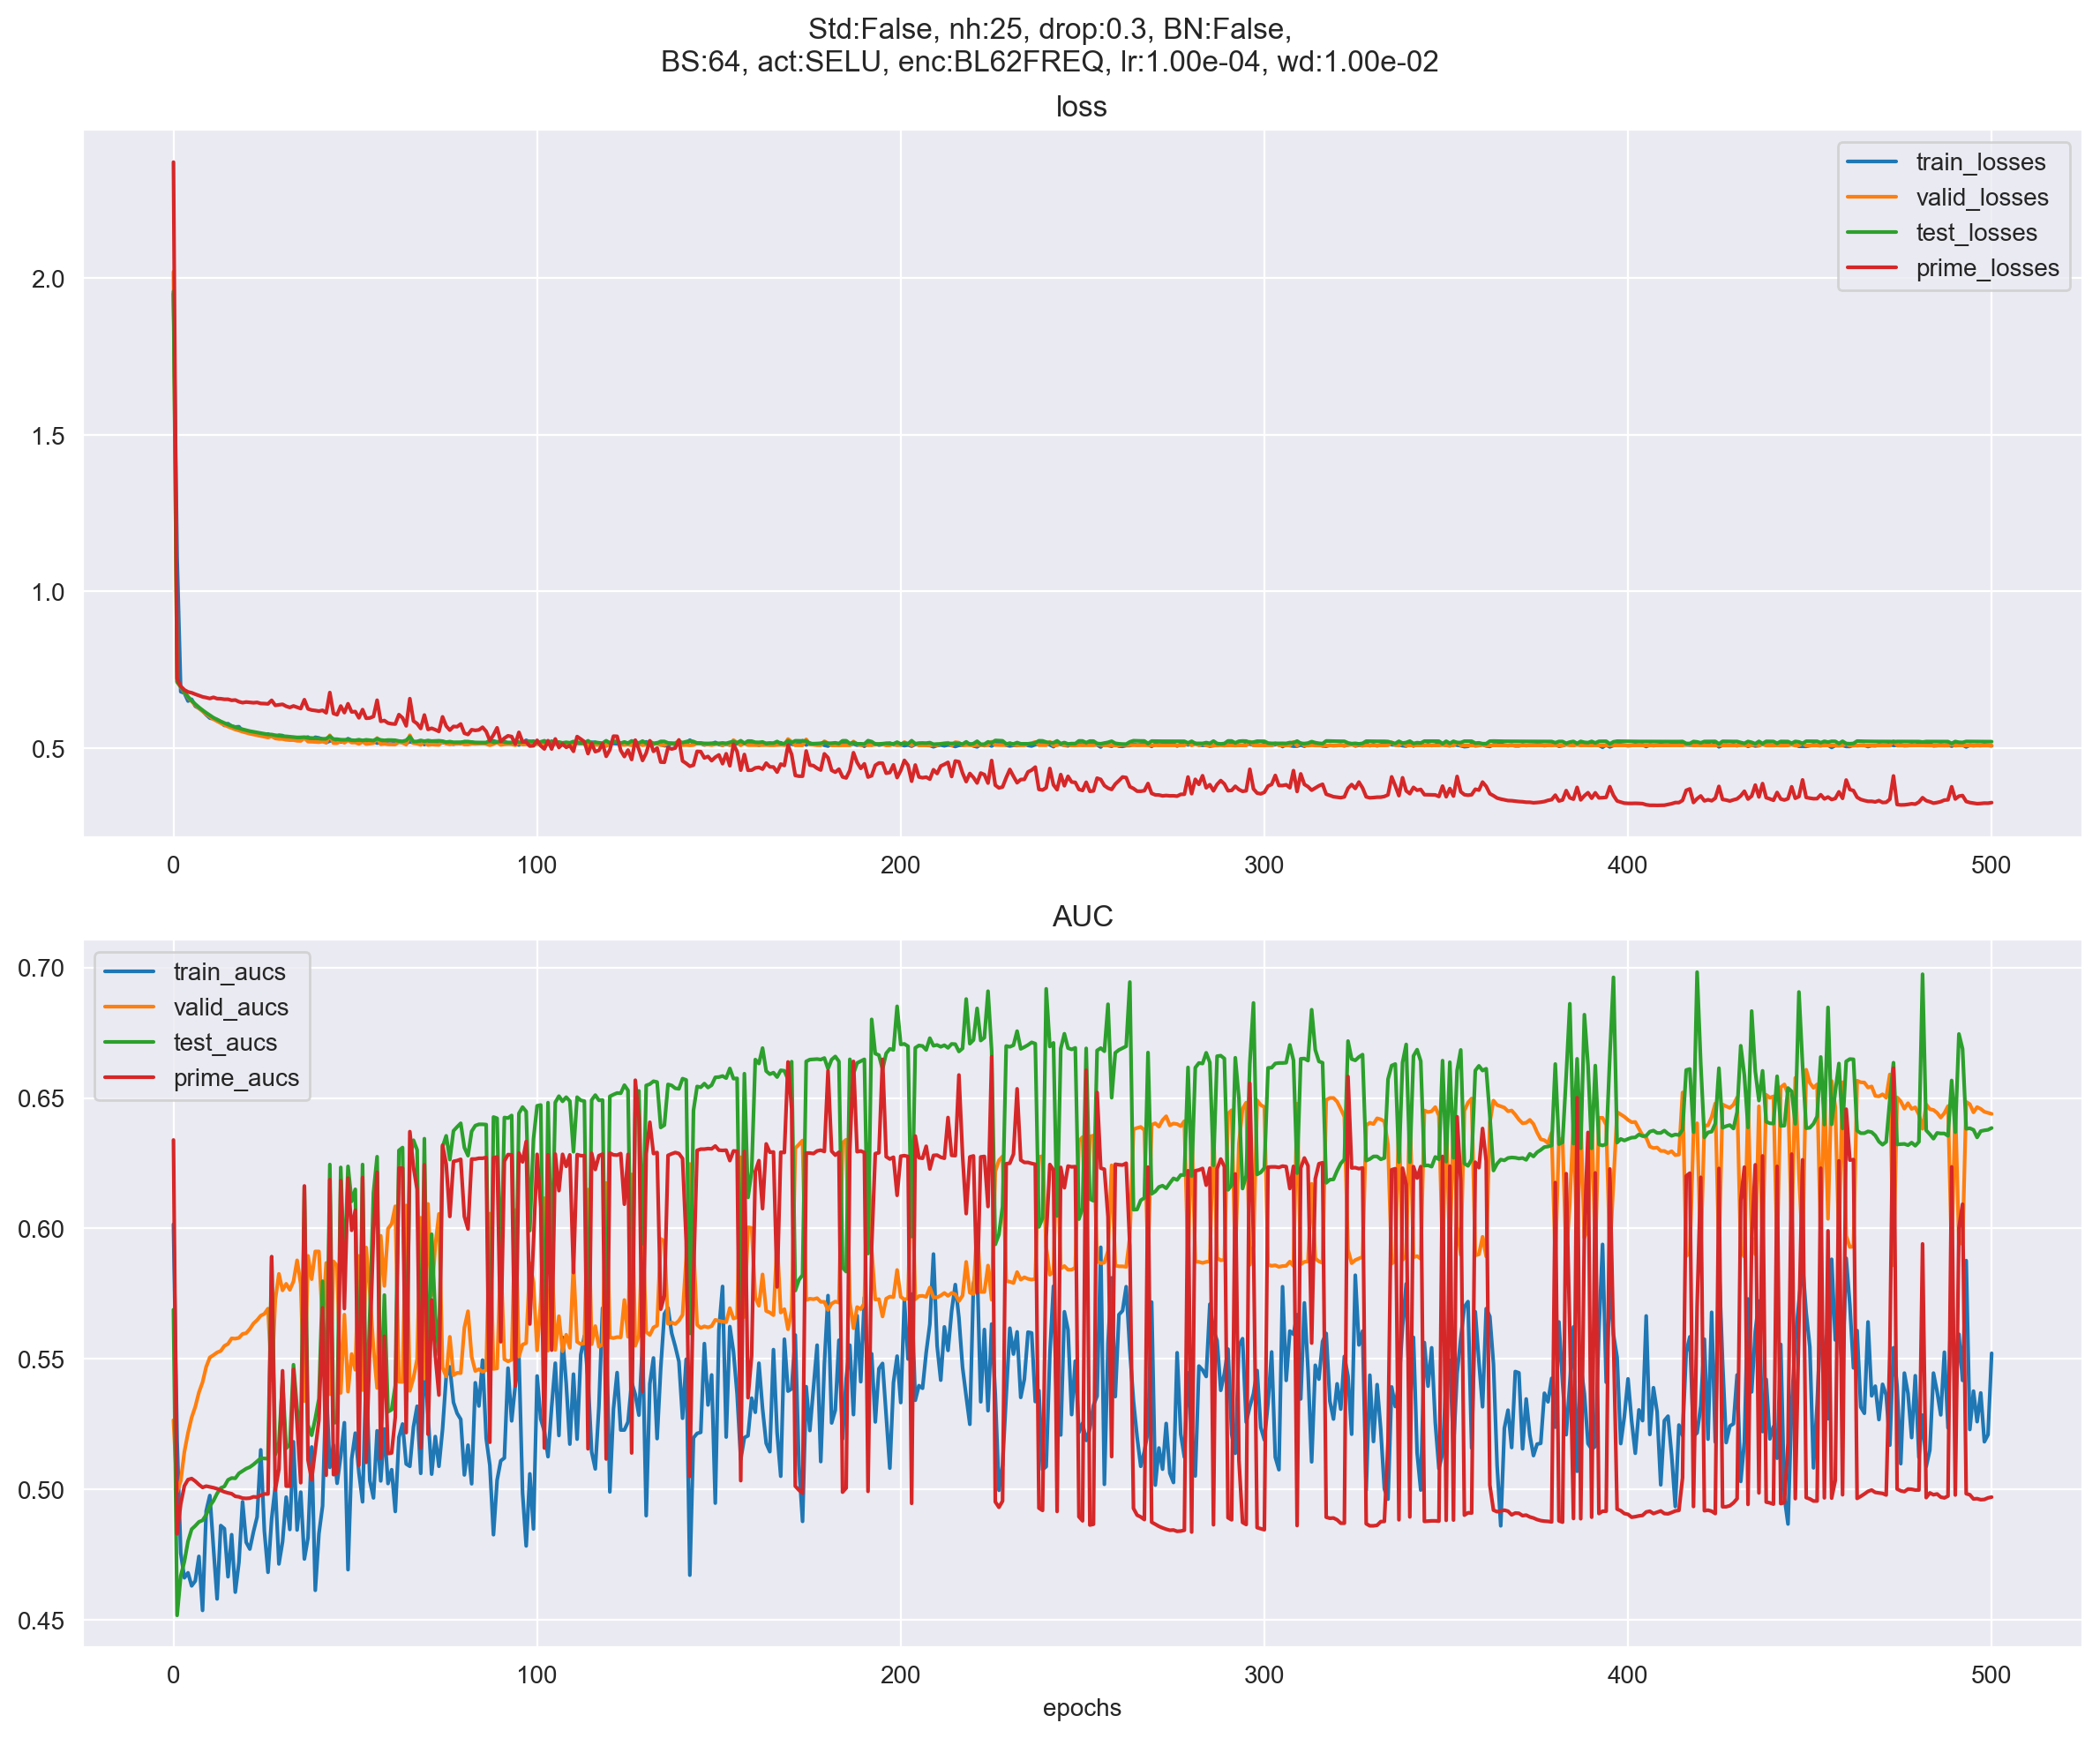 Std:False, nh:25, drop:0.3, BN:False,
BS:64, act:SELU, enc:BL62FREQ, lr:1.00e-04, wd:1.00e-02
loss
train_losses
valid_losses
test_losses
prime_losses
2.0
1.5
1.0
0.5
0 100 200 300 400 500
AUC
train_aucs
valid_aucs
test_aucs
prime_aucs
0.70
0.65
0.60
0.55
0.50
0.45
0 100 200 300 400 500
epochs